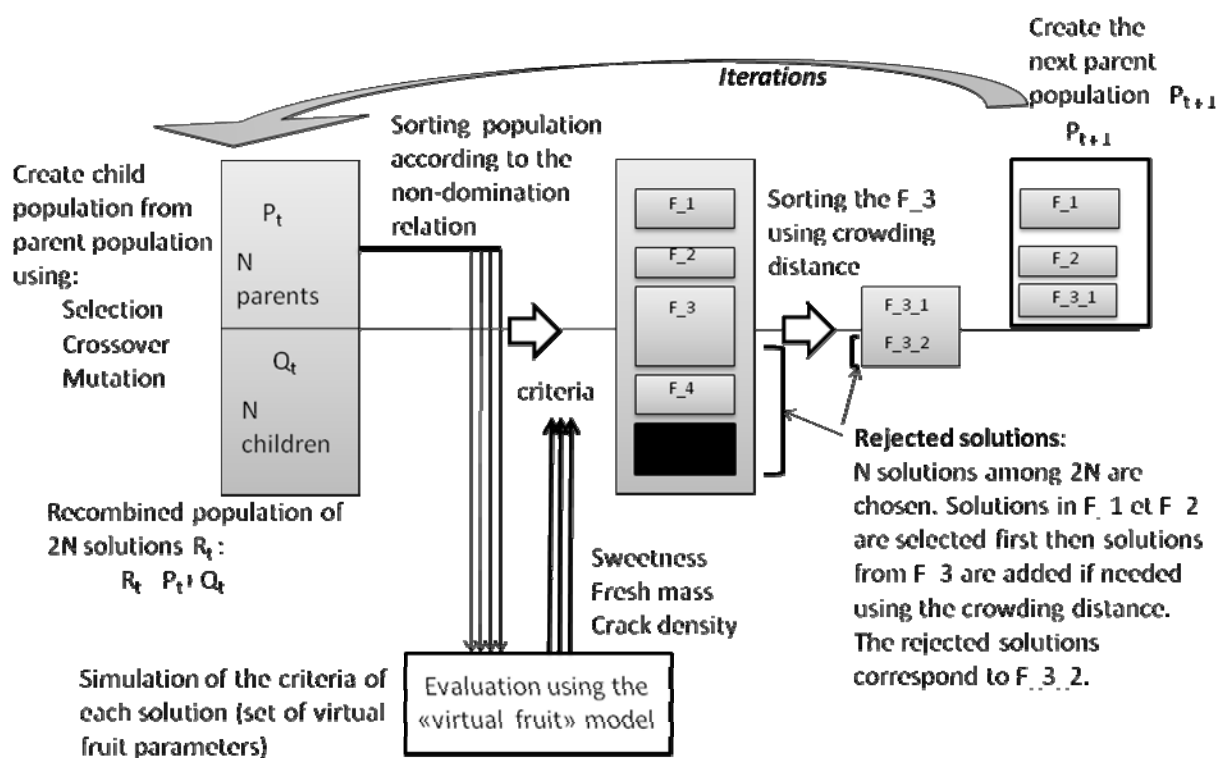 Create the
next parent
population P_{t+1}
P_{t+1}
Iterations
Create child
population from
parent population
using:
Selection
Crossover
Mutation
P_t
N
parents
Q_t
N
children
Recombined population of
2N solutions R_t :
R_t P_t + Q_t
Sorting population
according to the
non-domination
relation
criteria
Sweetness
Fresh mass
Crack density
Simulation of the criteria of
each solution (set of virtual
fruit parameters)
Evaluation using the
«virtual fruit» model
F_1
F_2
F_3
F_4
Sorting the F_3
using crowding
distance
F_3_1
F_3_2
F_1
F_2
F_3_1
Rejected solutions:
N solutions among 2N are
chosen. Solutions in F_1 et F_2
are selected first then solutions
from F_3 are added if needed
using the crowding distance.
The rejected solutions
correspond to F_3_2.